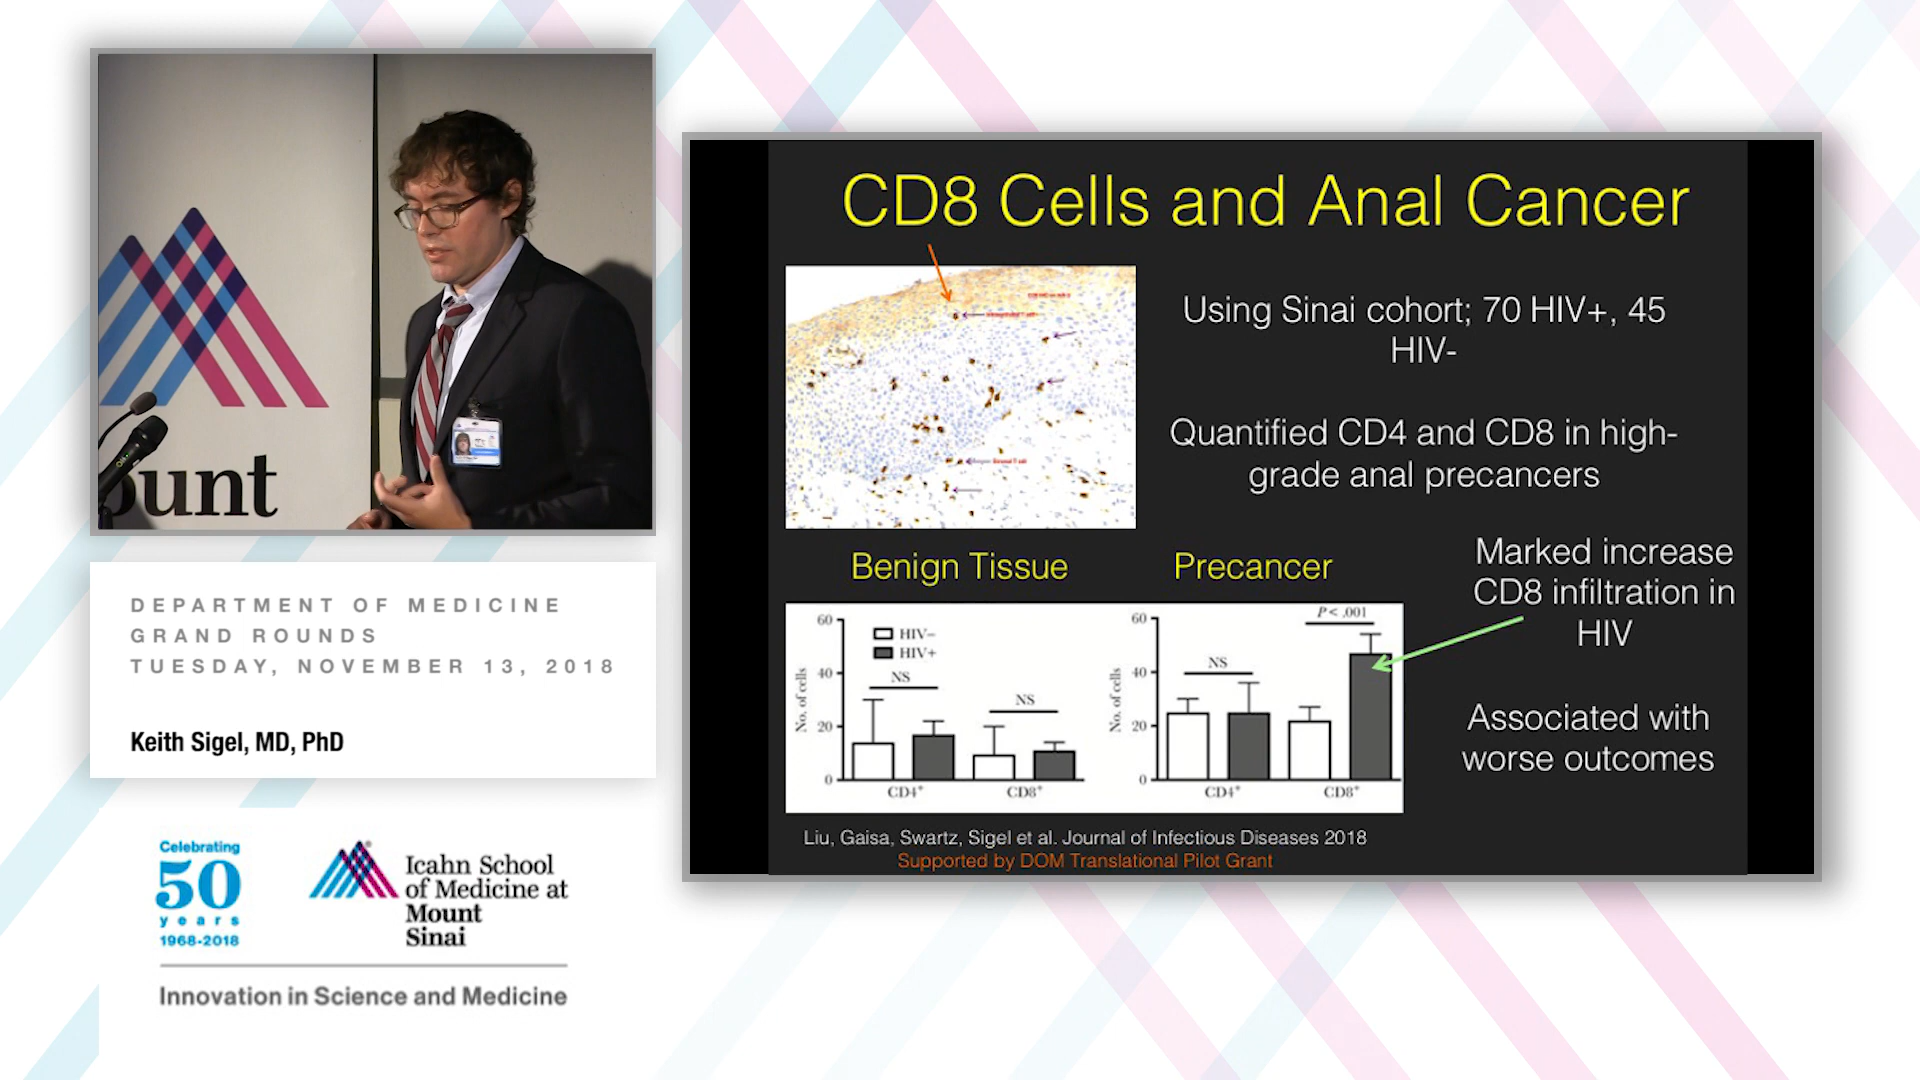 ount
DEPARTMENT OF MEDICINE
GRAND ROUNDS
TUESDAY, NOVEMBER 13, 2018
Keith Sigel, MD, PhD
Celebrating
50
years
1968-2018
Icahn School
of Medicine at
Mount
Sinai
Innovation in Science and Medicine
CD8 Cells and Anal Cancer
Using Sinai cohort; 70 HIV+, 45
HIV-
Quantified CD4 and CD8 in high-
grade anal precancers
Stromal T cell
Benign Tissue
Precancer
Marked increase
CD8 infiltration in
HIV
Associated with
worse outcomes
No. of cells
60
40
20
0
HIV−
HIV+
NS
NS
CD4+
CD8+
No. of cells
60
40
20
0
NS
P < .001
CD4+
CD8+
Liu, Gaisa, Swartz, Sigel et al. Journal of Infectious Diseases 2018
Supported by DOM Translational Pilot Grant